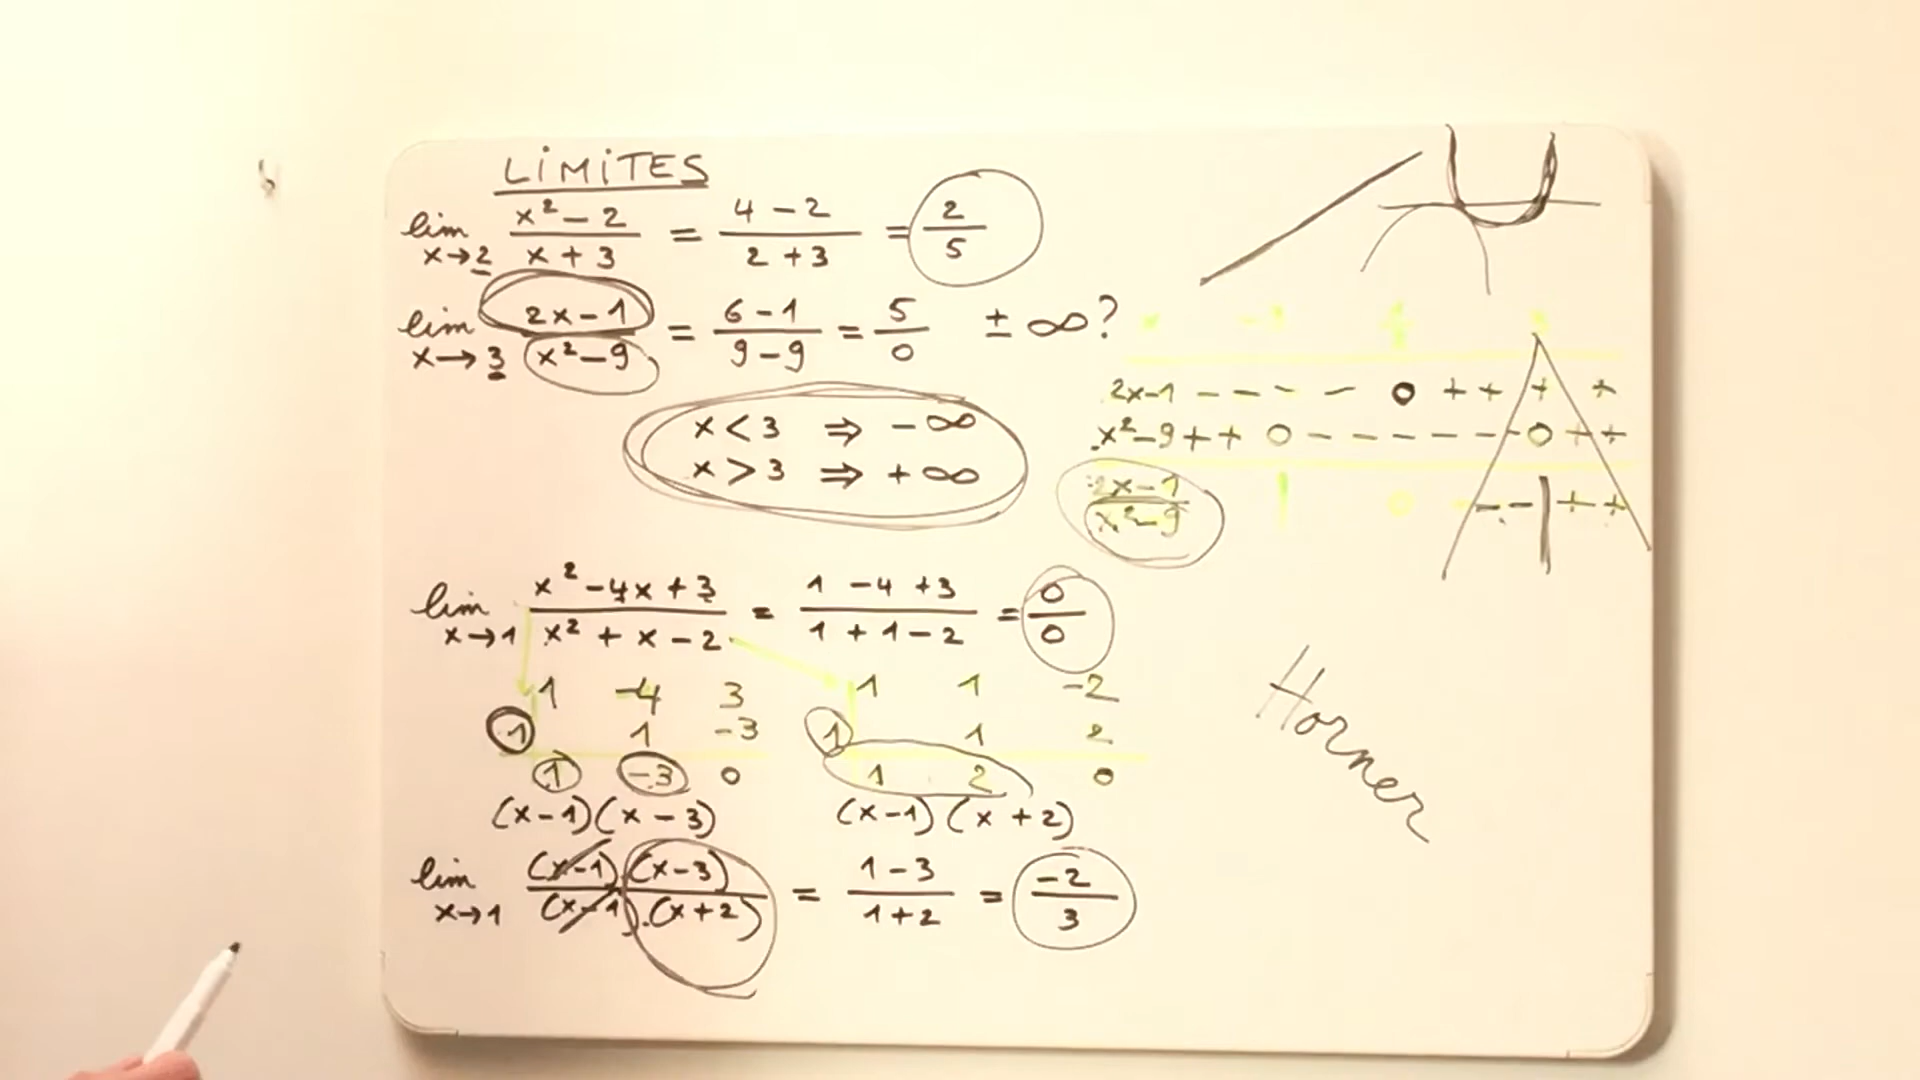 LIMITES
lim x→2 (x² - 2)/(x + 3) = (4 - 2)/(2 + 3) = 2/5
lim x→3 (2x - 1)/(x² - 9) = (6 - 1)/(9 - 9) = 5/0 ± ∞?
x < 3 ⇒ - ∞
x > 3 ⇒ + ∞
2x-1 - - - - 0 + + + +
x²-9 + + 0 - - - - - - 0 + +
(2x-1)/(x²-9) | 0 - - | + +
lim x→1 (x² - 4x + 3)/(x² + x - 2) = (1 - 4 + 3)/(1 + 1 - 2) = 0/0
1 -4 3 1 1 -2
1 1 -3 1 1 2
1 -3 0 1 2 0
(x-1)(x-3) (x-1)(x+2)
lim x→1 (x-1).(x-3)/(x-1).(x+2) = (1-3)/(1+2) = -2/3
Horner